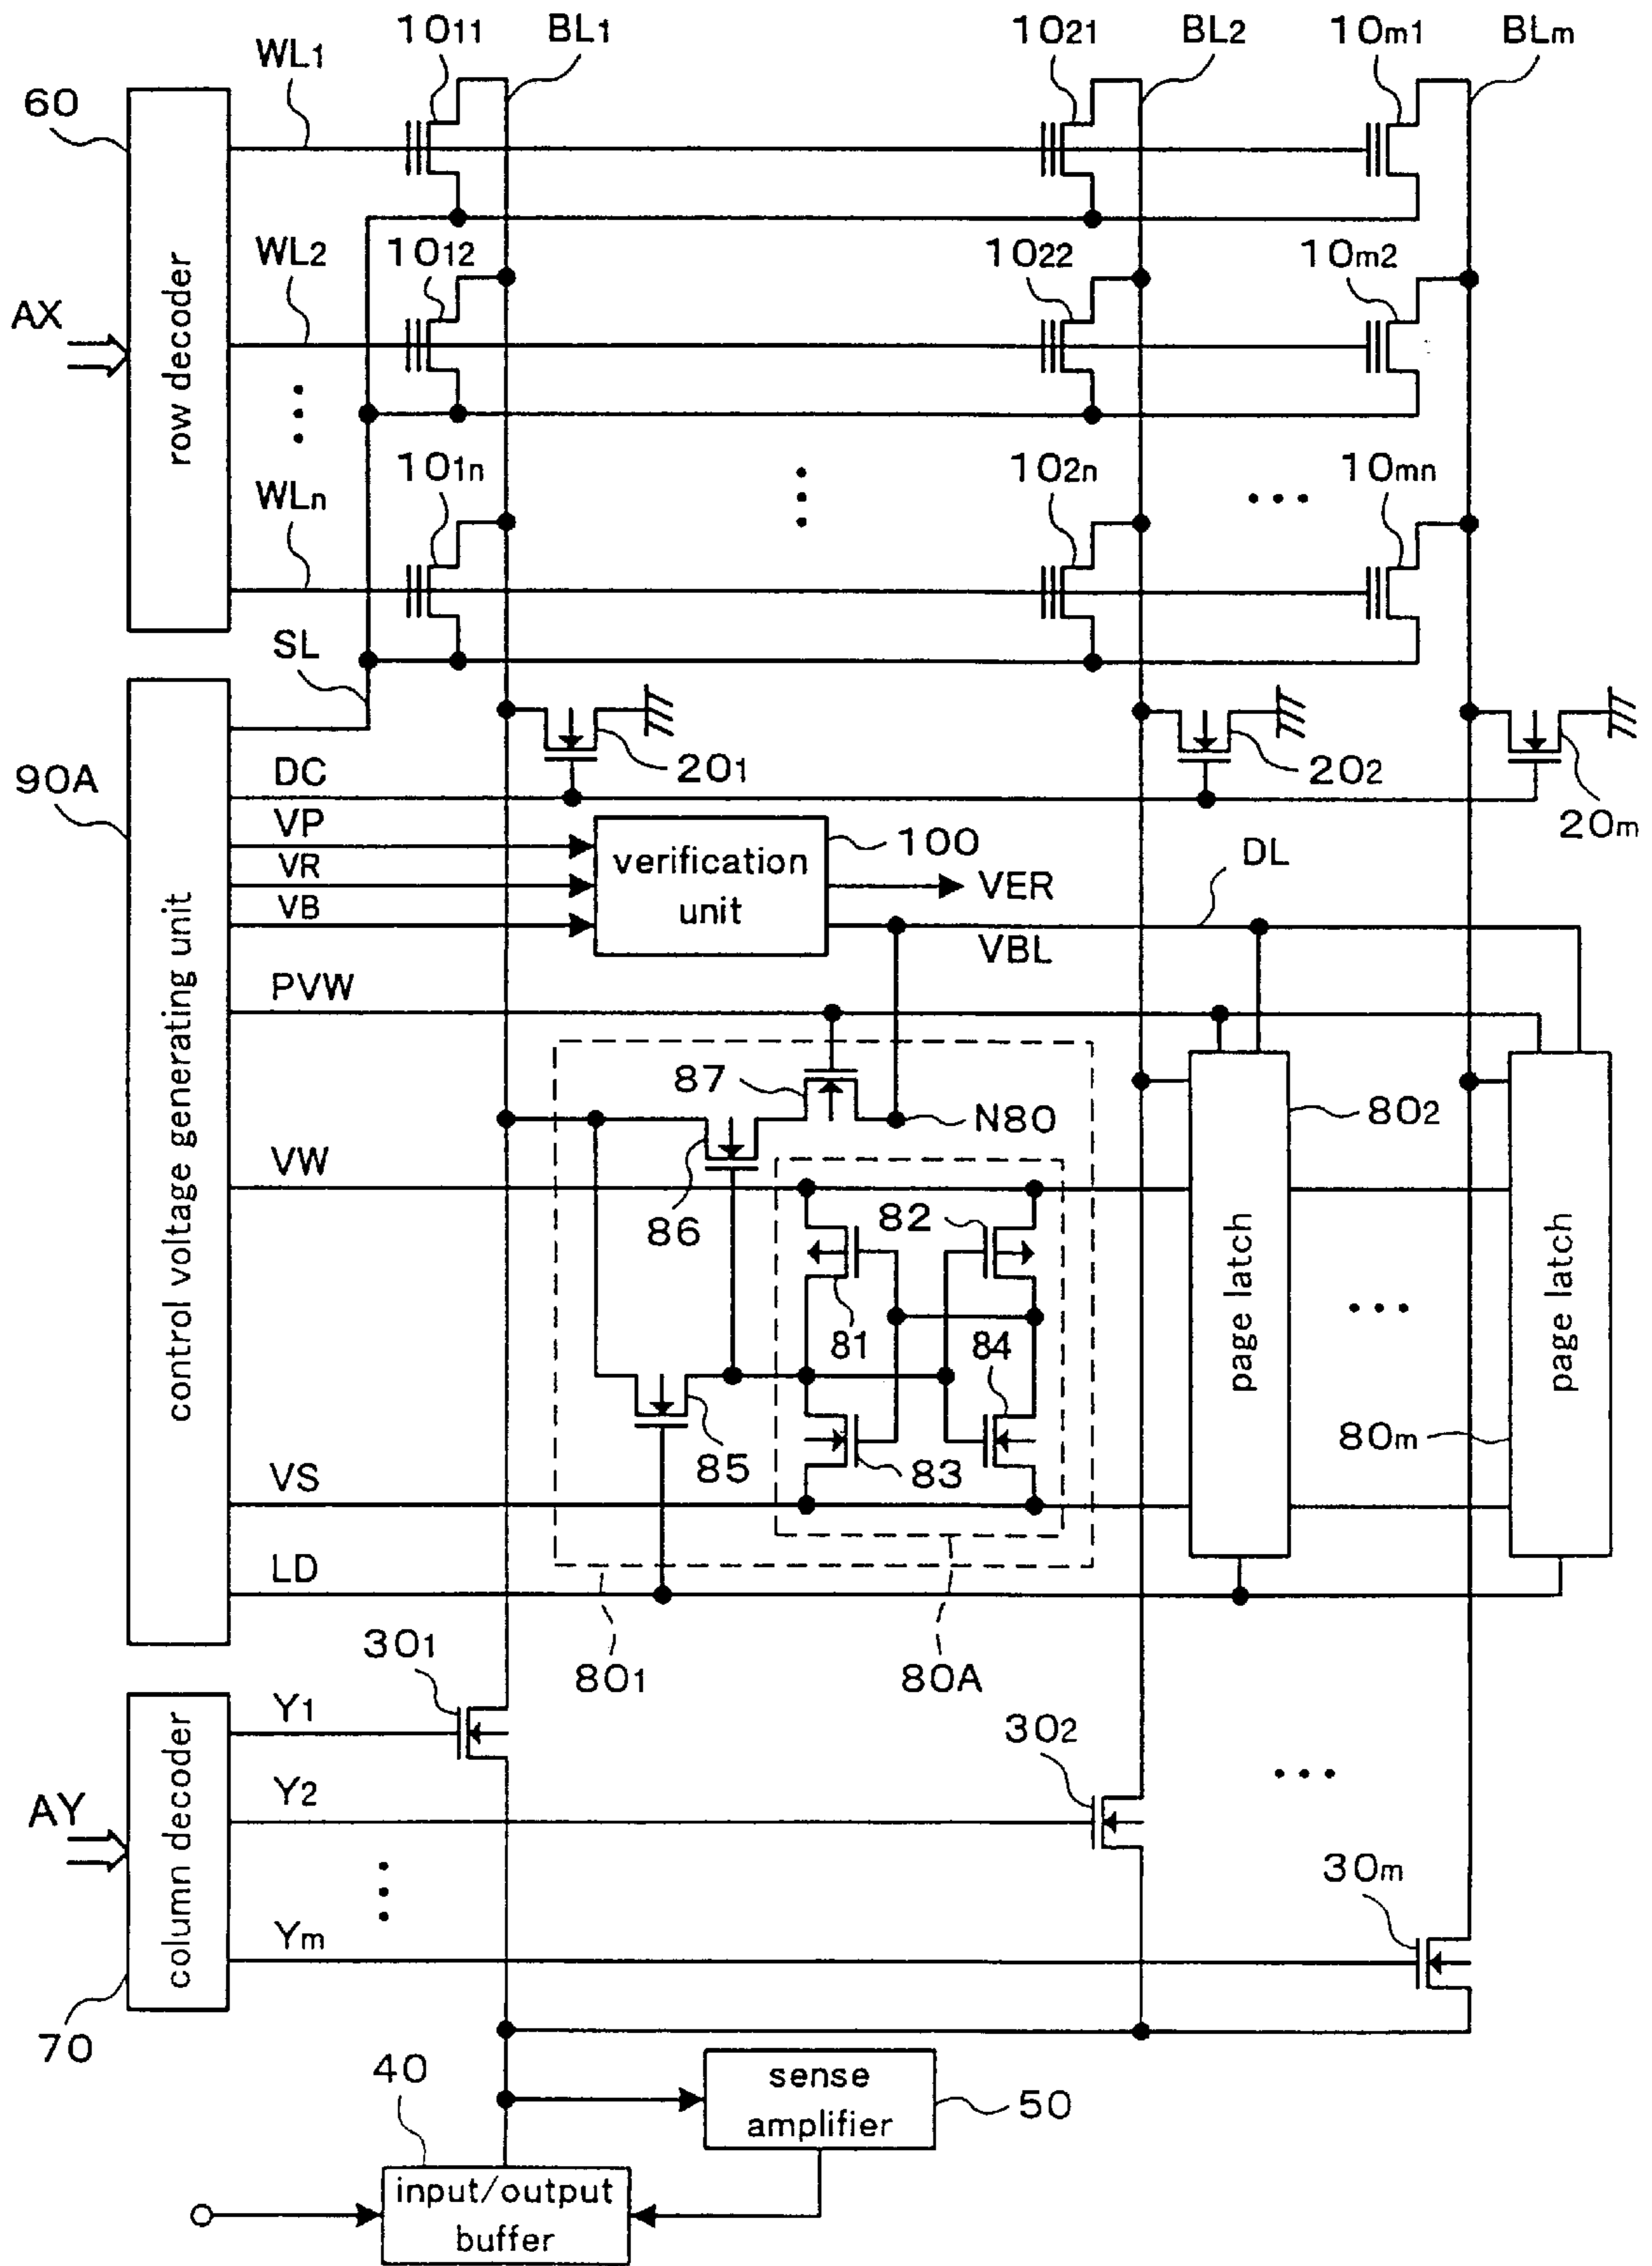 1011 BL1 1021 BL2 10m1 BLm
WL1
60
WL2 1012 1022 10m2
AX
row decoder
WLn 101n 102n 10mn
SL
90A
DC 201 202 20m
VP
VR
VB
verification
unit
100
VER
DL
VBL
control voltage generating unit
PVW
87
N80
802
VW
86
82
81
84
page latch
page latch
85
83
80m
VS
LD
301
801
80A
Y1
302
column decoder
Y2
AY
30m
Ym
70
40
sense
amplifier
50
input/output
buffer